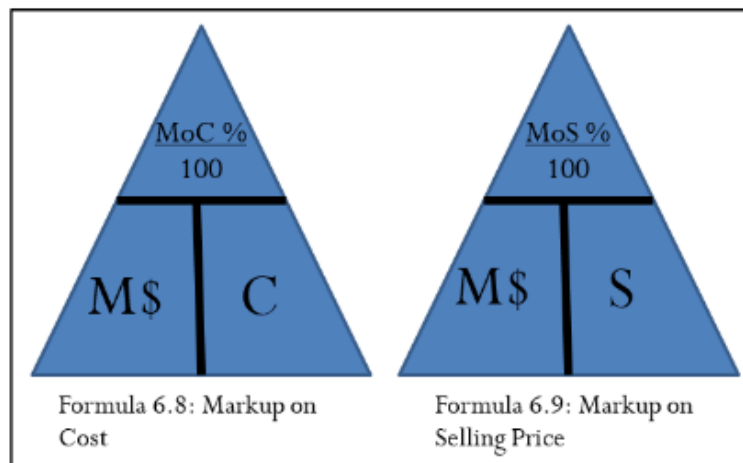 MoC %
100
M$
C
Formula 6.8: Markup on
Cost
MoS %
100
M$
S
Formula 6.9: Markup on
Selling Price